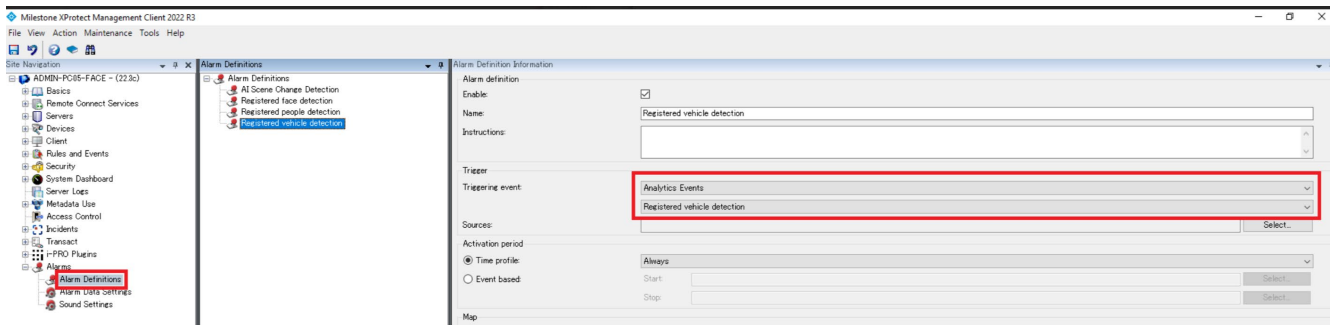 Milestone XProtect Management Client 2022 R3
File View Action Maintenance Tools Help
Site Navigation
ADMIN-PC05-FACE - (22.3c)
Basics
Remote Connect Services
Servers
Devices
Client
Rules and Events
Security
System Dashboard
Server Logs
Metadata Use
Access Control
Incidents
Transact
i-PRO Plugins
Alarms
Alarm Definitions
Alarm Data Settings
Sound Settings
Alarm Definitions
Alarm Definitions
AI Scene Change Detection
Registered face detection
Registered people detection
Registered vehicle detection
Alarm Definition Information
Alarm definition
Enable:
Name: Registered vehicle detection
Instructions:
Trigger
Triggering event: Analytics Events
Registered vehicle detection
Sources: Select...
Activation period
Time profile: Always
Event based: Start: Select...
Stop: Select...
Map